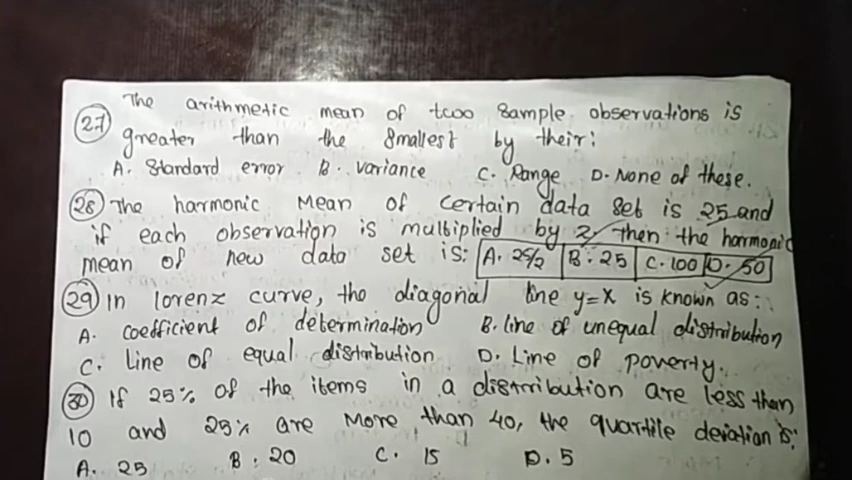 27 The arithmetic mean of two sample observations is
greater than the smallest by their:
A. Standard error B. variance C. Range D. None of these.
28 The harmonic Mean of certain data set is 25 and
if each observation is multiplied by 2, then the harmonic
mean of new data set is: A. 25/2 B. 25 C. 100 D. 50
29 In lorenz curve, the diagonal line y=x is known as:
A. coefficient of determination B. line of unequal distribution
C. Line of equal distribution D. Line of poverty.
30 If 25% of the items in a distribution are less than
10 and 25% are More than 40, the quartile deviation is:
A. 25 B. 20 C. 15 D. 5